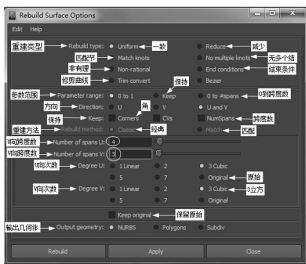 Rebuild Surface Options
Edit Help
重建类型 Rebuild type: Uniform 一致 Reduce 减少
匹配节 Match knots No multiple knots 无多个结
非有理 Non-rational End conditions 结束条件
修剪曲线 Trim convert Bezier
保持
参数范围 Parameter range: 0 to 1 Keep 0 to #spans 0到跨度数
方向 Direction: U V U and V
角
保持 Keep: Corners CVs NumSpans 跨度数
重建方法 Rebuild method: Classic 经典 Match 匹配
U向跨度数 Number of spans U: 4
V向跨度数 Number of spans V: 3
U向次数 Degree U: 1 Linear 2 3 Cubic
5 7 Original 原始
V向次数 Degree V: 1 Linear 2 3 Cubic 3立方
5 7 Original
Keep original 保留原始
输出几何体 Output geometry: NURBS Polygons Subdiv
Rebuild Apply Close